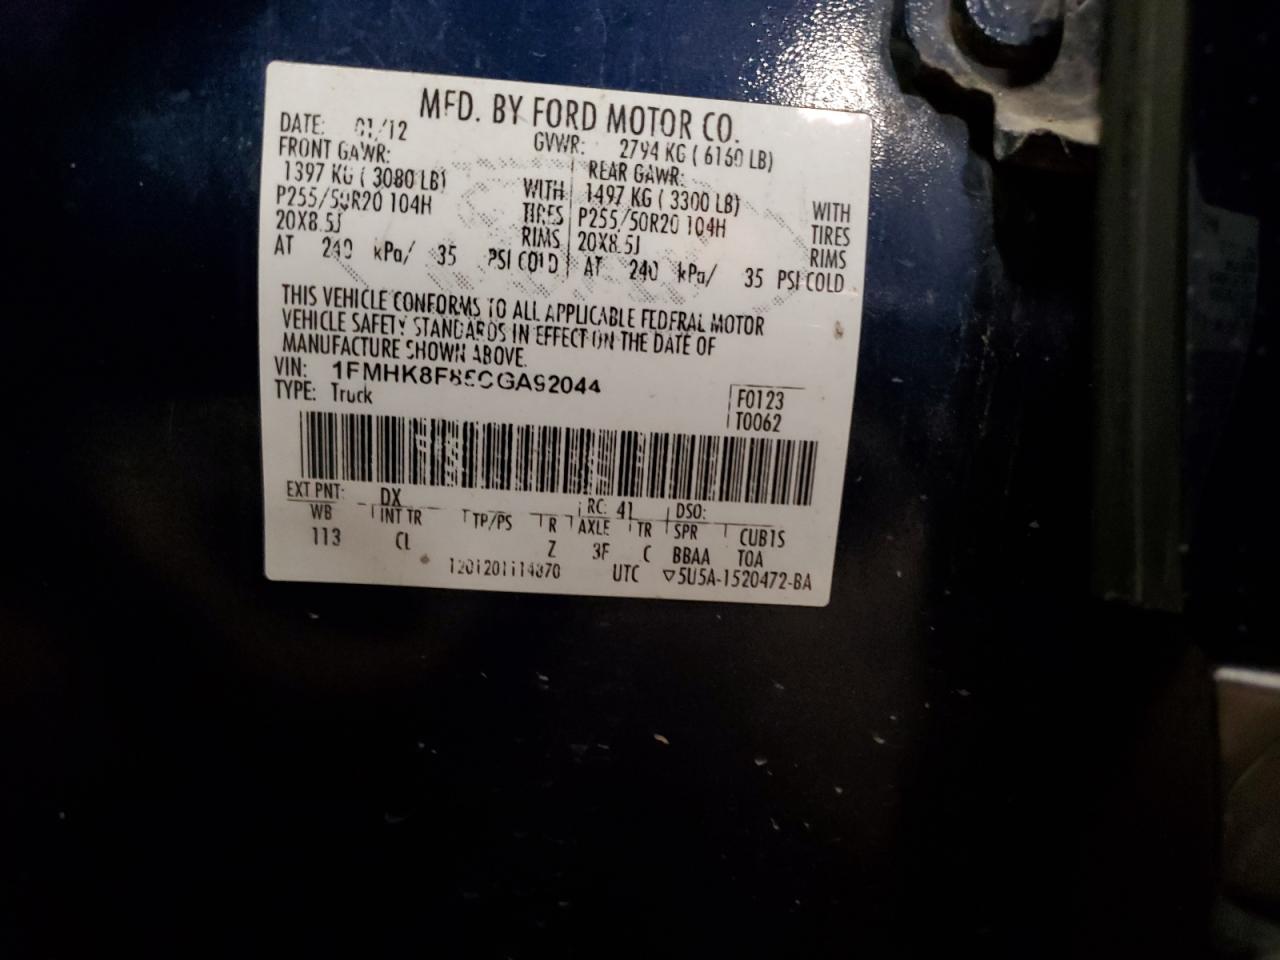 MFD. BY FORD MOTOR CO.
DATE: 01/12 GVWR: 2794 KG ( 6160 LB)
FRONT GAWR: REAR GAWR:
1397 KG ( 3080 LB) WITH 1497 KG ( 3300 LB) WITH
P255/50R20 104H TIRES P255/50R20 104H TIRES
20X8.5J RIMS 20X8.5J RIMS
AT 240 kPa/ 35 PSI COLD AT 240 kPa/ 35 PSI COLD
THIS VEHICLE CONFORMS TO ALL APPLICABLE FEDERAL MOTOR
VEHICLE SAFETY STANDARDS IN EFFECT ON THE DATE OF
MANUFACTURE SHOWN ABOVE.
VIN: 1FMHK8F85CGA92044
TYPE: Truck
F0123
T0062
EXT PNT: DX RC: 41 DSO:
WB INT TR TP/PS R AXLE TR SPR CUBTS
113 CL Z 3F C BBAA TOA
UTC ▽5U5A-1520472-BA